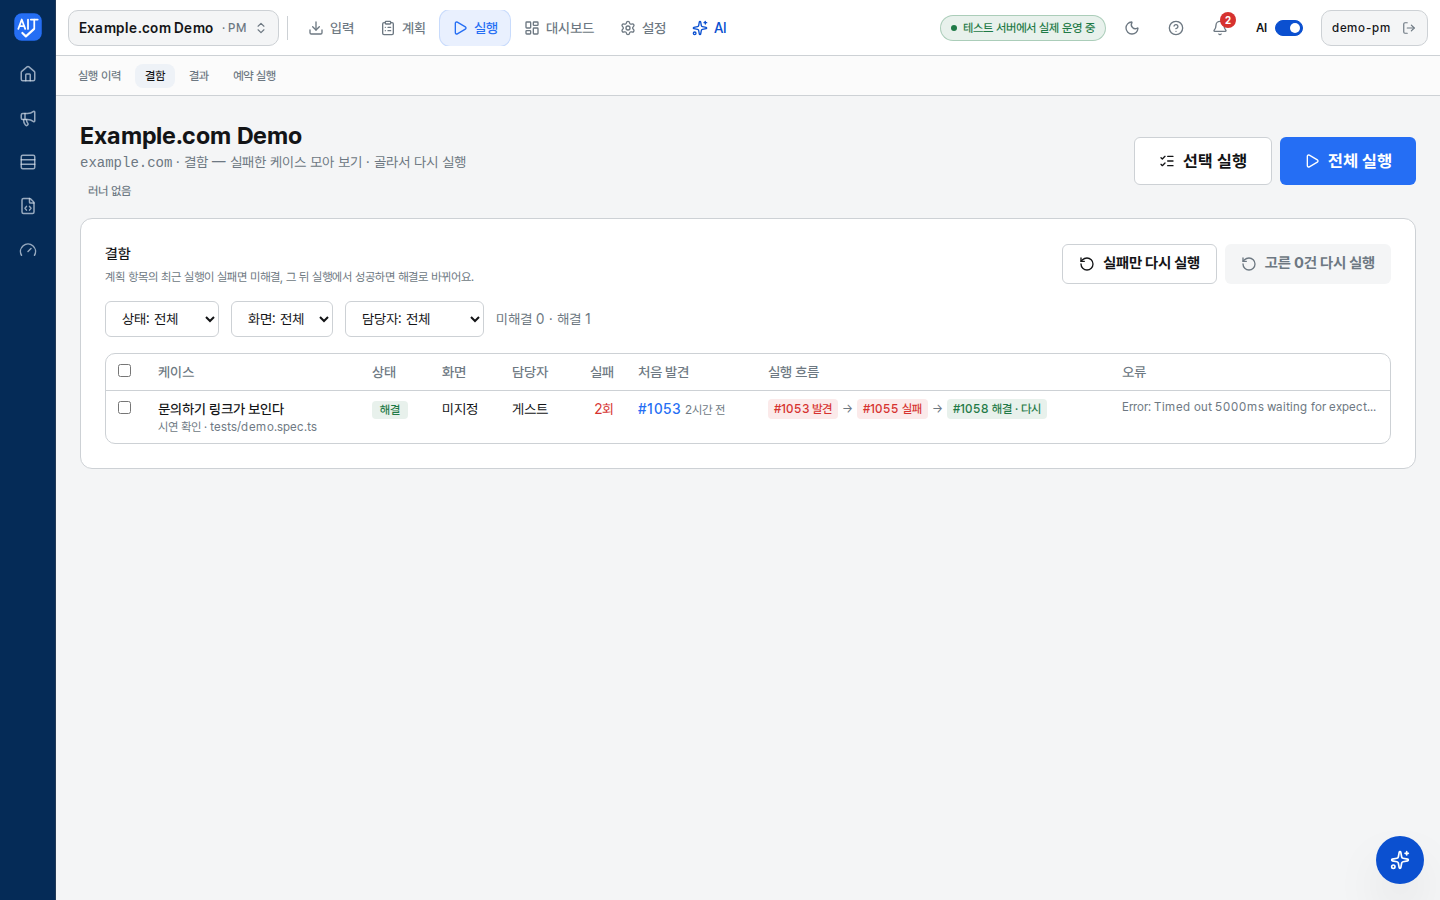 AIT
Example.com Demo · PM
입력
계획
실행
대시보드
설정
AI
테스트 서버에서 실제 운영 중
2
AI
demo-pm
실행 이력
결함
결과
예약 실행
Example.com Demo
example.com · 결함 — 실패한 케이스 모아 보기 · 골라서 다시 실행
러너 없음
선택 실행
전체 실행
결함
계획 항목의 최근 실행이 실패면 미해결, 그 뒤 실행에서 성공하면 해결로 바뀌어요.
실패만 다시 실행
고른 0건 다시 실행
상태: 전체
화면: 전체
담당자: 전체
미해결 0 · 해결 1
케이스 상태 화면 담당자 실패 처음 발견 실행 흐름 오류
문의하기 링크가 보인다 해결 미지정 게스트 2회 #1053 2시간 전 #1053 발견 → #1055 실패 → #1058 해결 · 다시 Error: Timed out 5000ms waiting for expect...
시연 확인 · tests/demo.spec.ts